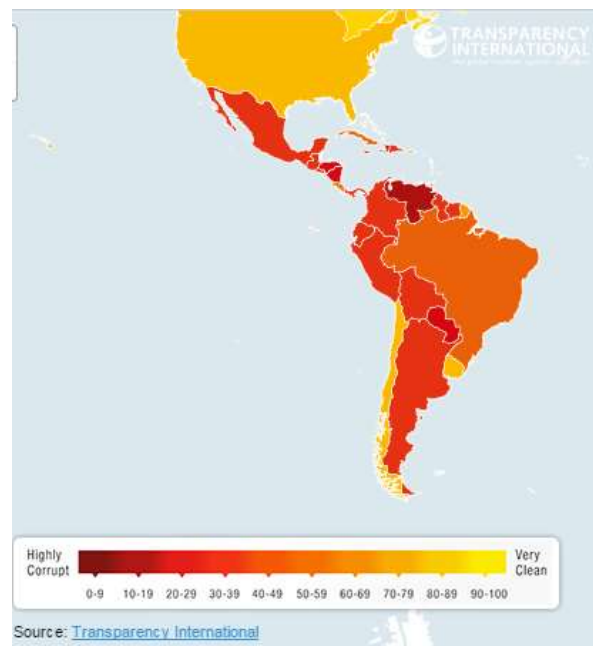 TRANSPARENCY
INTERNATIONAL
Highly
Corrupt
Very
Clean
0-9 10-19 20-29 30-39 40-49 50-59 60-69 70-79 80-89 90-100
Source: Transparency International